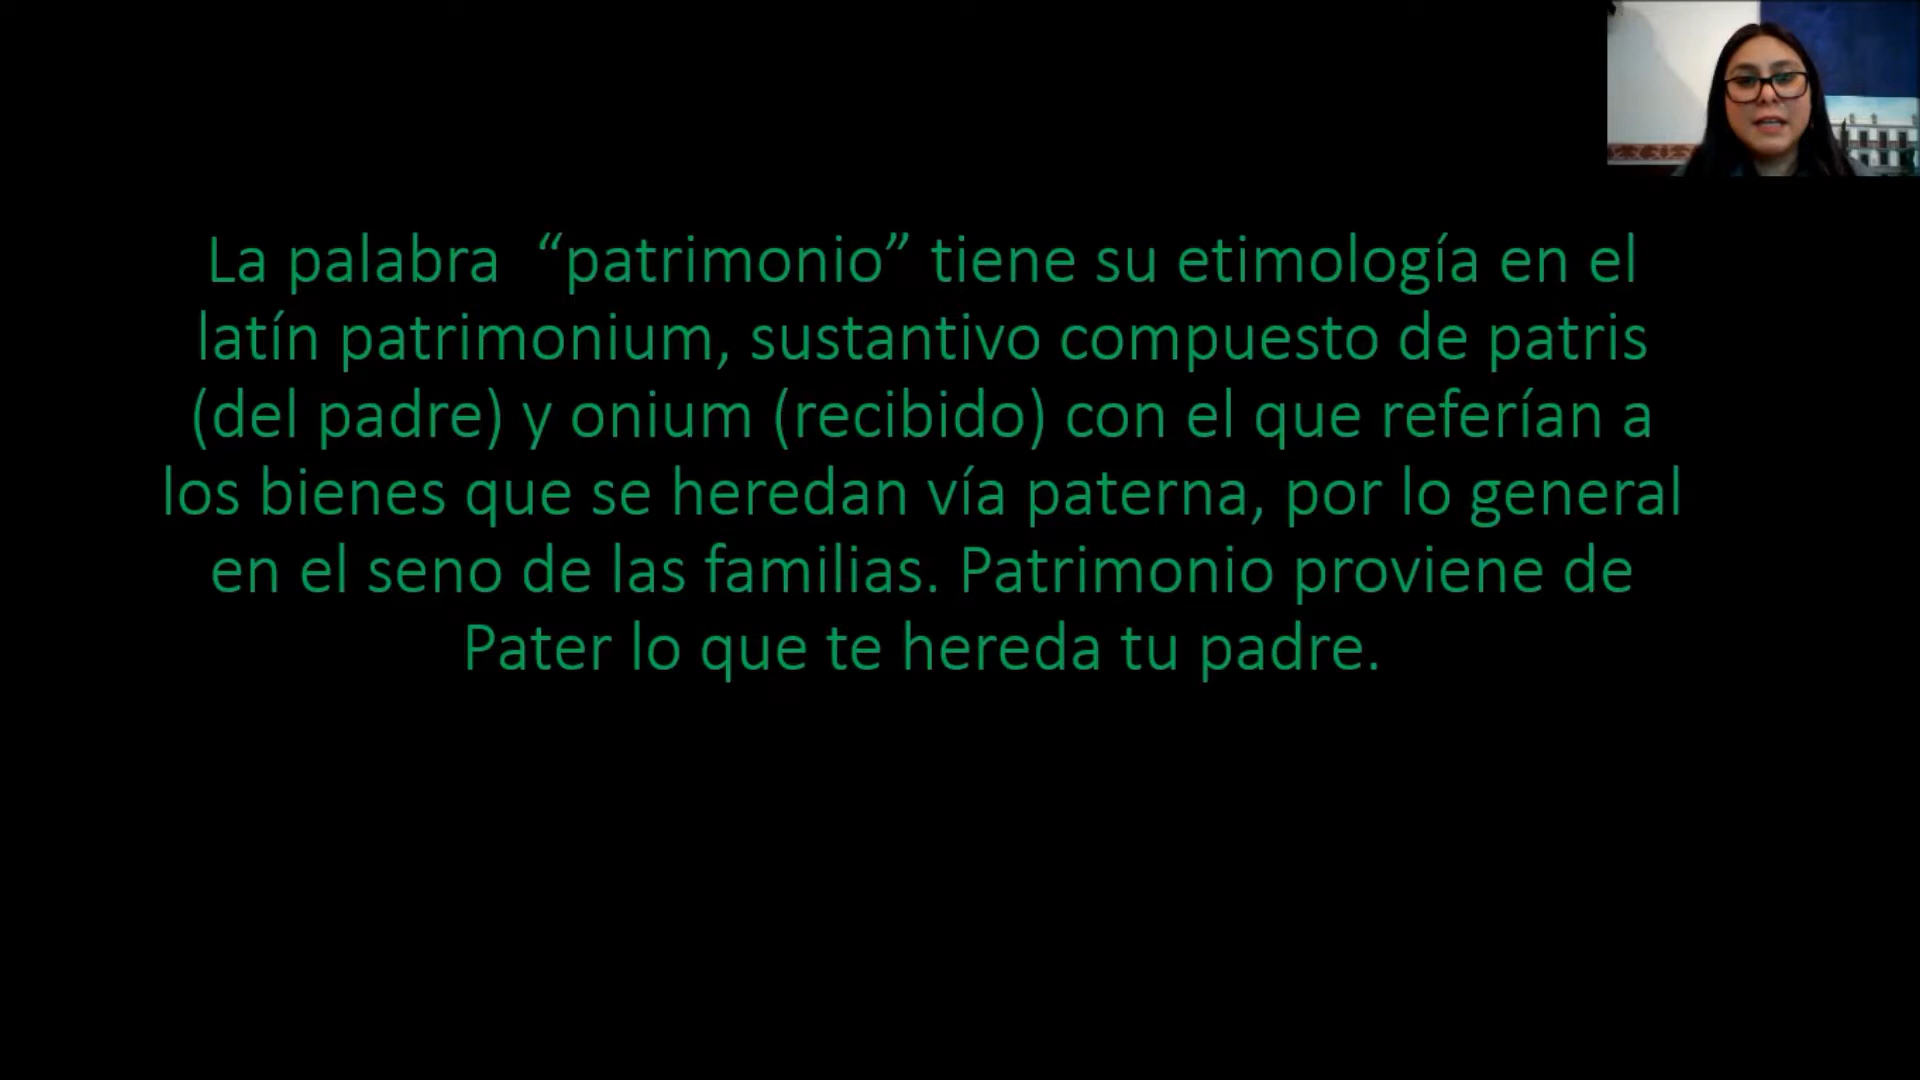 La palabra “patrimonio” tiene su etimología en el
latín patrimonium, sustantivo compuesto de patris
(del padre) y onium (recibido) con el que referían a
los bienes que se heredan vía paterna, por lo general
en el seno de las familias. Patrimonio proviene de
Pater lo que te hereda tu padre.